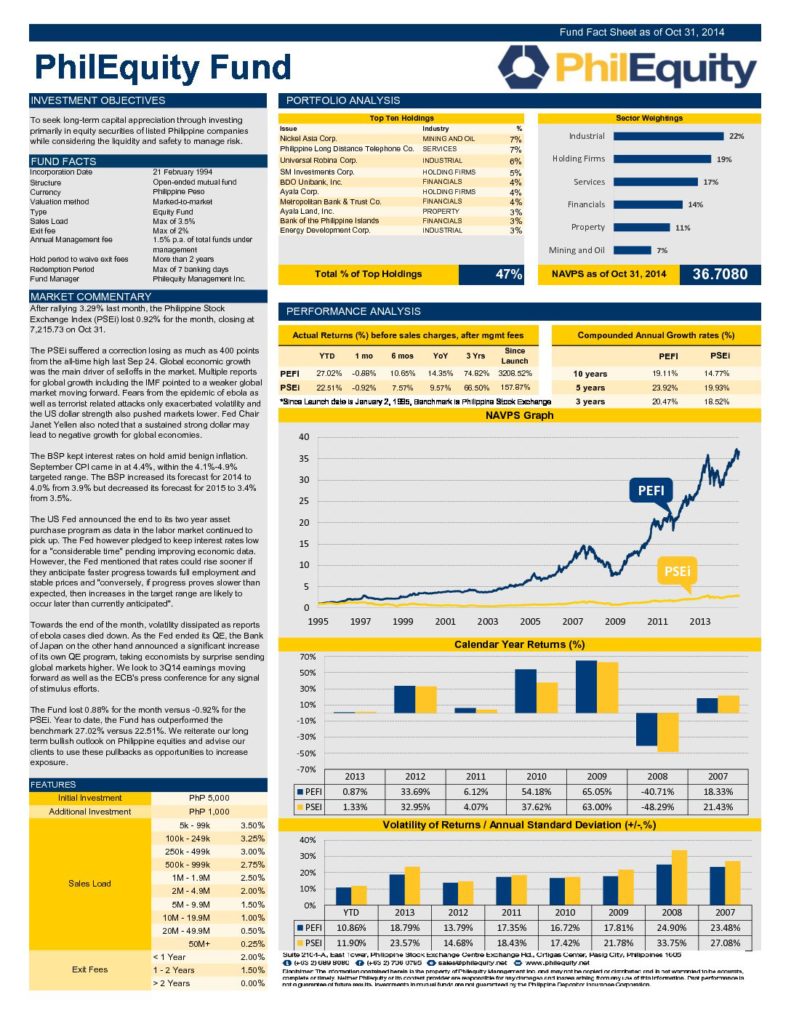 Fund Fact Sheet as of Oct 31, 2014
PhilEquity Fund
PhilEquity
INVESTMENT OBJECTIVES
To seek long-term capital appreciation through investing
primarily in equity securities of listed Philippine companies
while considering the liquidity and safety to manage risk.
FUND FACTS
Incorporation Date 21 February 1994
Structure Open-ended mutual fund
Currency Philippine Peso
Valuation method Marked-to-market
Type Equity Fund
Sales Load Max of 3.5%
Exit fee Max of 2%
Annual Management fee 1.5% p.a. of total funds under
management
Hold period to waive exit fees More than 2 years
Redemption Period Max of 7 banking days
Fund Manager Philequity Management Inc.
MARKET COMMENTARY
After rallying 3.29% last month, the Philippine Stock
Exchange Index (PSEi) lost 0.92% for the month, closing at
7,215.73 on Oct 31.
The PSEi suffered a correction losing as much as 400 points
from the all-time high last Sep 24. Global economic growth
was the main driver of selloffs in the market. Multiple reports
for global growth including the IMF pointed to a weaker global
market moving forward. Fears from the epidemic of ebola as
well as terrorist related attacks only exacerbated volatility and
the US dollar strength also pushed markets lower. Fed Chair
Janet Yellen also noted that a sustained strong dollar may
lead to negative growth for global economies.
The BSP kept interest rates on hold amid benign inflation.
September CPI came in at 4.4%, within the 4.1%-4.9%
targeted range. The BSP increased its forecast for 2014 to
4.0% from 3.9% but decreased its forecast for 2015 to 3.4%
from 3.5%.
The US Fed announced the end to its two year asset
purchase program as data in the labor market continued to
pick up. The Fed however pledged to keep interest rates low
for a "considerable time" pending improving economic data.
However, the Fed mentioned that rates could rise sooner if
they anticipate faster progress towards full employment and
stable prices and "conversely, if progress proves slower than
expected, then increases in the target range are likely to
occur later than currently anticipated".
Towards the end of the month, volatility dissipated as reports
of ebola cases died down. As the Fed ended its QE, the Bank
of Japan on the other hand announced a significant increase
of its own QE program, taking economists by surprise sending
global markets higher. We look to 3Q14 earnings moving
forward as well as the ECB's press conference for any signal
of stimulus efforts.
The Fund lost 0.88% for the month versus -0.92% for the
PSEi. Year to date, the Fund has outperformed the
benchmark 27.02% versus 22.51%. We reiterate our long
term bullish outlook on Philippine equities and advise our
clients to use these pullbacks as opportunities to increase
exposure.
FEATURES
Initial Investment PhP 5,000
Additional Investment PhP 1,000
Sales Load
5k - 99k 3.50%
100k - 249k 3.25%
250k - 499k 3.00%
500k - 999k 2.75%
1M - 1.9M 2.50%
2M - 4.9M 2.00%
5M - 9.9M 1.50%
10M - 19.9M 1.00%
20M - 49.9M 0.50%
50M+ 0.25%
Exit Fees
< 1 Year 2.00%
1 - 2 Years 1.50%
> 2 Years 0.00%
PORTFOLIO ANALYSIS
Top Ten Holdings
Issue Industry %
Nickel Asia Corp. MINING AND OIL 7%
Philippine Long Distance Telephone Co. SERVICES 7%
Universal Robina Corp. INDUSTRIAL 6%
SM Investments Corp. HOLDING FIRMS 5%
BDO Unibank, Inc. FINANCIALS 4%
Ayala Corp. HOLDING FIRMS 4%
Metropolitan Bank & Trust Co. FINANCIALS 4%
Ayala Land, Inc. PROPERTY 3%
Bank of the Philippine Islands FINANCIALS 3%
Energy Development Corp. INDUSTRIAL 3%
Total % of Top Holdings 47%
Sector Weightings
Industrial 22%
Holding Firms 19%
Services 17%
Financials 14%
Property 11%
Mining and Oil 7%
NAVPS as of Oct 31, 2014 36.7080
PERFORMANCE ANALYSIS
Actual Returns (%) before sales charges, after mgmt fees
YTD 1 mo 6 mos YoY 3 Yrs Since
Launch
PEFI 27.02% -0.88% 10.65% 14.35% 74.82% 3208.52%
PSEi 22.51% -0.92% 7.57% 9.57% 66.50% 157.87%
*Since Launch date is January 2, 1995, Benchmark is Philippine Stock Exchange
Compounded Annual Growth rates (%)
PEFI PSEi
10 years 19.11% 14.77%
5 years 23.92% 19.93%
3 years 20.47% 18.52%
NAVPS Graph
40
35
30
25
20
15
10
5
0
PEFI
PSEi
1995 1997 1999 2001 2003 2005 2007 2009 2011 2013
Calendar Year Returns (%)
70%
50%
30%
10%
-10%
-30%
-50%
-70%
2013 2012 2011 2010 2009 2008 2007
PEFI 0.87% 33.69% 6.12% 54.18% 65.05% -40.71% 18.33%
PSEI 1.33% 32.95% 4.07% 37.62% 63.00% -48.29% 21.43%
Volatility of Returns / Annual Standard Deviation (+/-,%)
40%
30%
20%
10%
0%
YTD 2013 2012 2011 2010 2009 2008 2007
PEFI 10.86% 18.79% 13.79% 17.35% 16.72% 17.81% 24.90% 23.48%
PSEI 11.90% 23.57% 14.68% 18.43% 17.42% 21.78% 33.75% 27.08%
Suite 2104-A, East Tower, Philippine Stock Exchange Centre Exchange Rd., Ortigas Center, Pasig City, Philippines 1605
(+63 2) 689 8080 (+63 2) 706 0795 sales@philequity.net www.philequity.net
Disclaimer: The information contained herein is the property of Philequity Management Inc. and may not be copied or distributed, and is not warranted to be accurate,
complete or timely. Neither Philequity or its content provider are responsible for any damages and losses arising from any use of this information. Past performance is
not a guarantee of future results. Investments in mutual funds are not guaranteed by the Philippine Depositor Insurance Corporation.